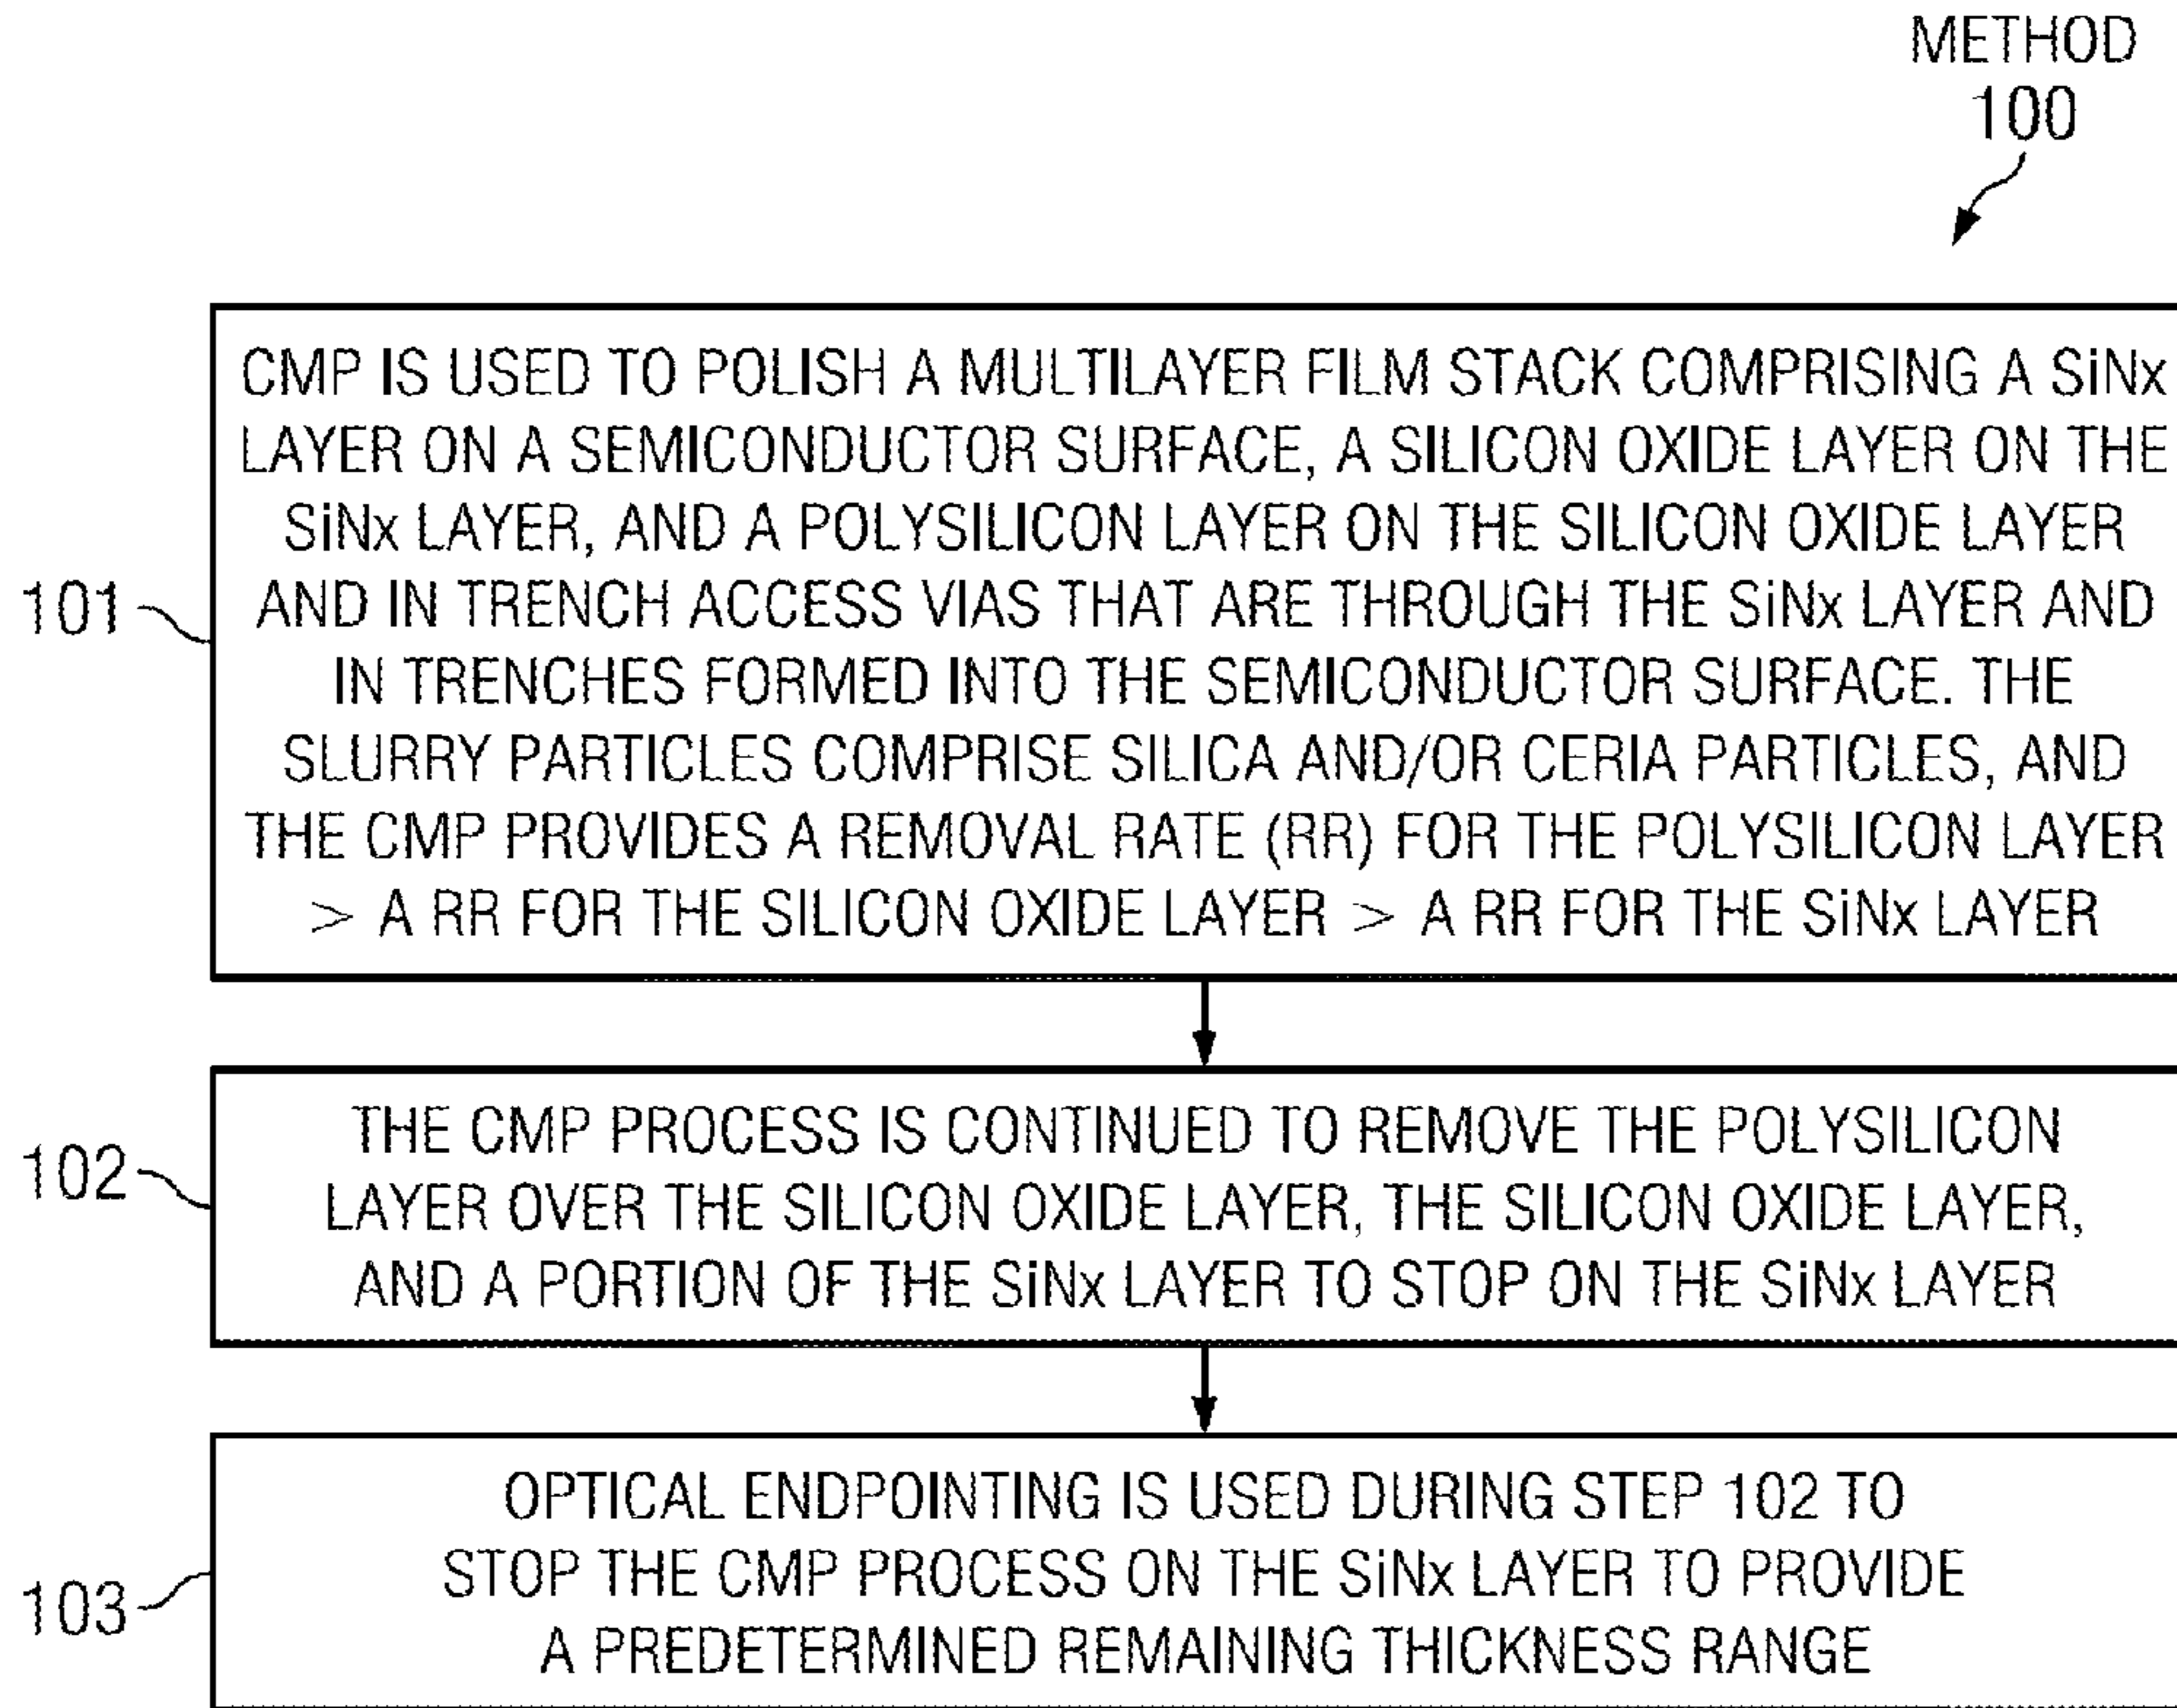 METHOD
100
CMP IS USED TO POLISH A MULTILAYER FILM STACK COMPRISING A SiNx
LAYER ON A SEMICONDUCTOR SURFACE, A SILICON OXIDE LAYER ON THE
SiNx LAYER, AND A POLYSILICON LAYER ON THE SILICON OXIDE LAYER
101 AND IN TRENCH ACCESS VIAS THAT ARE THROUGH THE SiNx LAYER AND
IN TRENCHES FORMED INTO THE SEMICONDUCTOR SURFACE. THE
SLURRY PARTICLES COMPRISE SILICA AND/OR CERIA PARTICLES, AND
THE CMP PROVIDES A REMOVAL RATE (RR) FOR THE POLYSILICON LAYER
> A RR FOR THE SILICON OXIDE LAYER > A RR FOR THE SiNx LAYER
THE CMP PROCESS IS CONTINUED TO REMOVE THE POLYSILICON
102 LAYER OVER THE SILICON OXIDE LAYER, THE SILICON OXIDE LAYER,
AND A PORTION OF THE SiNx LAYER TO STOP ON THE SiNx LAYER
OPTICAL ENDPOINTING IS USED DURING STEP 102 TO
103 STOP THE CMP PROCESS ON THE SiNx LAYER TO PROVIDE
A PREDETERMINED REMAINING THICKNESS RANGE